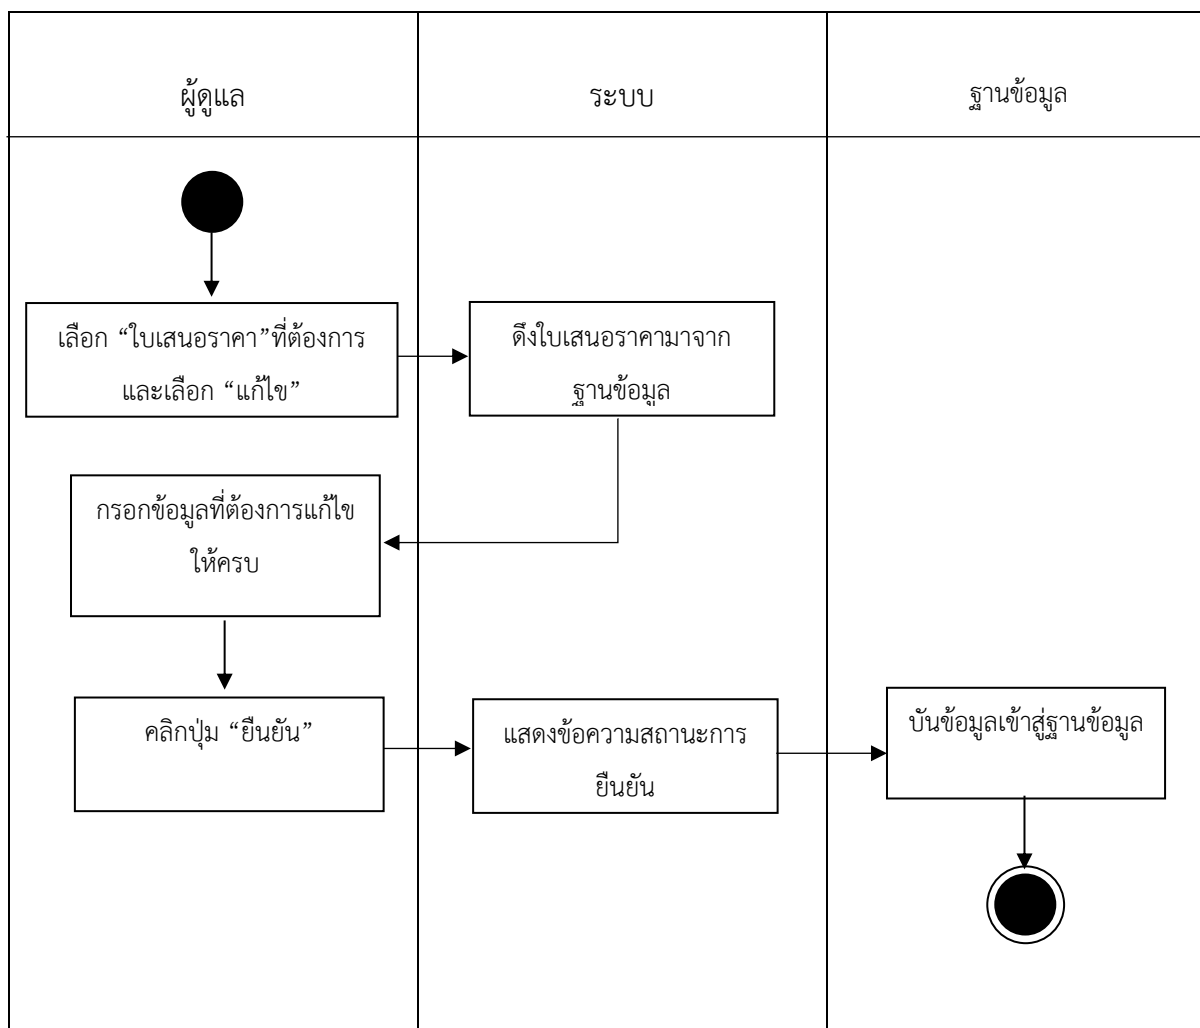 ผู้ดูแล
ระบบ
ฐานข้อมูล
เลือก “ใบเสนอราคา”ที่ต้องการ
และเลือก “แก้ไข”
ดึงใบเสนอราคามาจาก
ฐานข้อมูล
กรอกข้อมูลที่ต้องการแก้ไข
ให้ครบ
คลิกปุ่ม “ยืนยัน”
แสดงข้อความสถานะการ
ยืนยัน
บันข้อมูลเข้าสู่ฐานข้อมูล